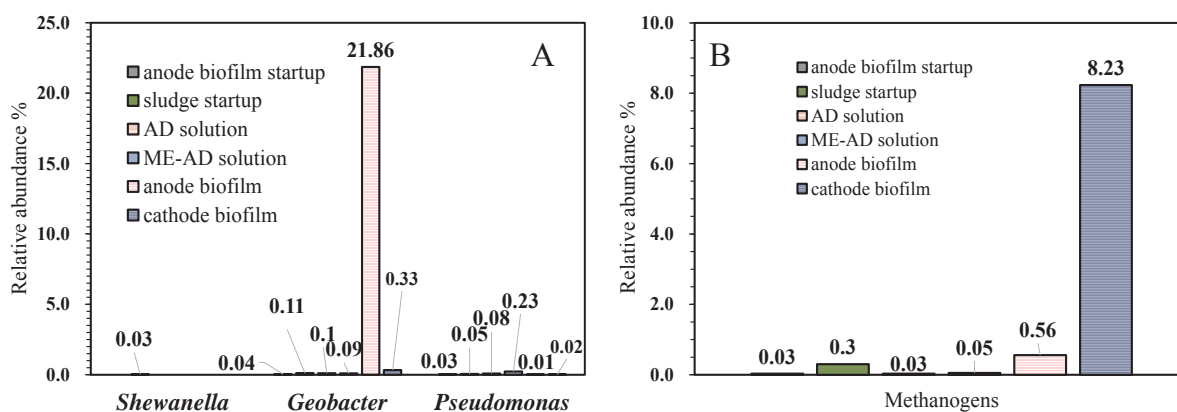 A
Relative abundance %
25.0
20.0
15.0
10.0
5.0
0.0
anode biofilm startup
sludge startup
AD solution
ME-AD solution
anode biofilm
cathode biofilm
0.03
0.04
0.11
0.1
0.09
21.86
0.33
0.03
0.05
0.08
0.23
0.01
0.02
Shewanella
Geobacter
Pseudomonas
B
Relative abundance %
10.0
8.0
6.0
4.0
2.0
0.0
anode biofilm startup
sludge startup
AD solution
ME-AD solution
anode biofilm
cathode biofilm
0.03
0.3
0.03
0.05
0.56
8.23
Methanogens